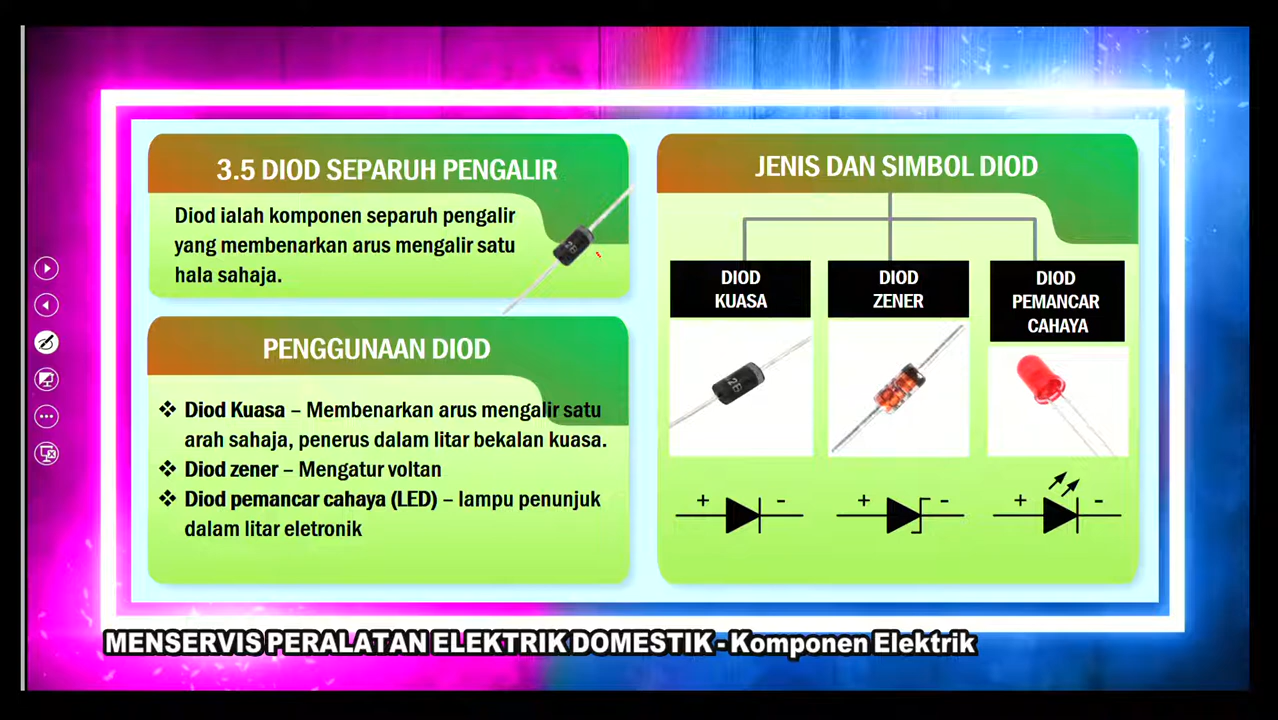 3.5 DIOD SEPARUH PENGALIR
Diod ialah komponen separuh pengalir
yang membenarkan arus mengalir satu
hala sahaja.
PENGGUNAAN DIOD
❖ Diod Kuasa – Membenarkan arus mengalir satu
arah sahaja, penerus dalam litar bekalan kuasa.
❖ Diod zener – Mengatur voltan
❖ Diod pemancar cahaya (LED) – lampu penunjuk
dalam litar eletronik
JENIS DAN SIMBOL DIOD
DIOD
KUASA
DIOD
ZENER
DIOD
PEMANCAR
CAHAYA
+ -
+ -
+ -
MENSERVIS PERALATAN ELEKTRIK DOMESTIK - Komponen Elektrik